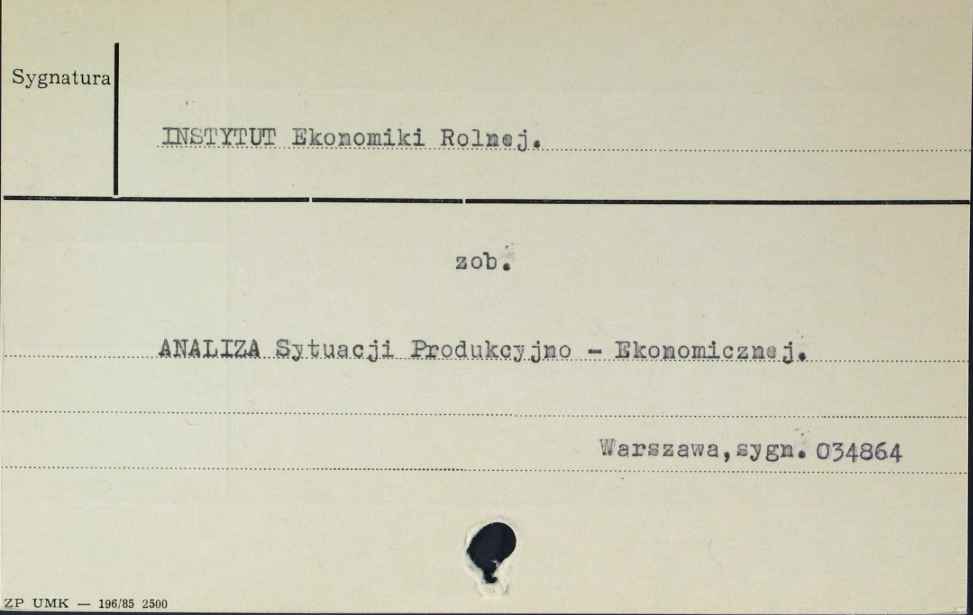 Sygnatura
INSTYTUT Ekonomiki Rolnej.
zob.
ANALIZA Sytuacji Produkcyjno - Ekonomicznej.
Warszawa,sygn. 034864
ZP UMK — 196/85 2500